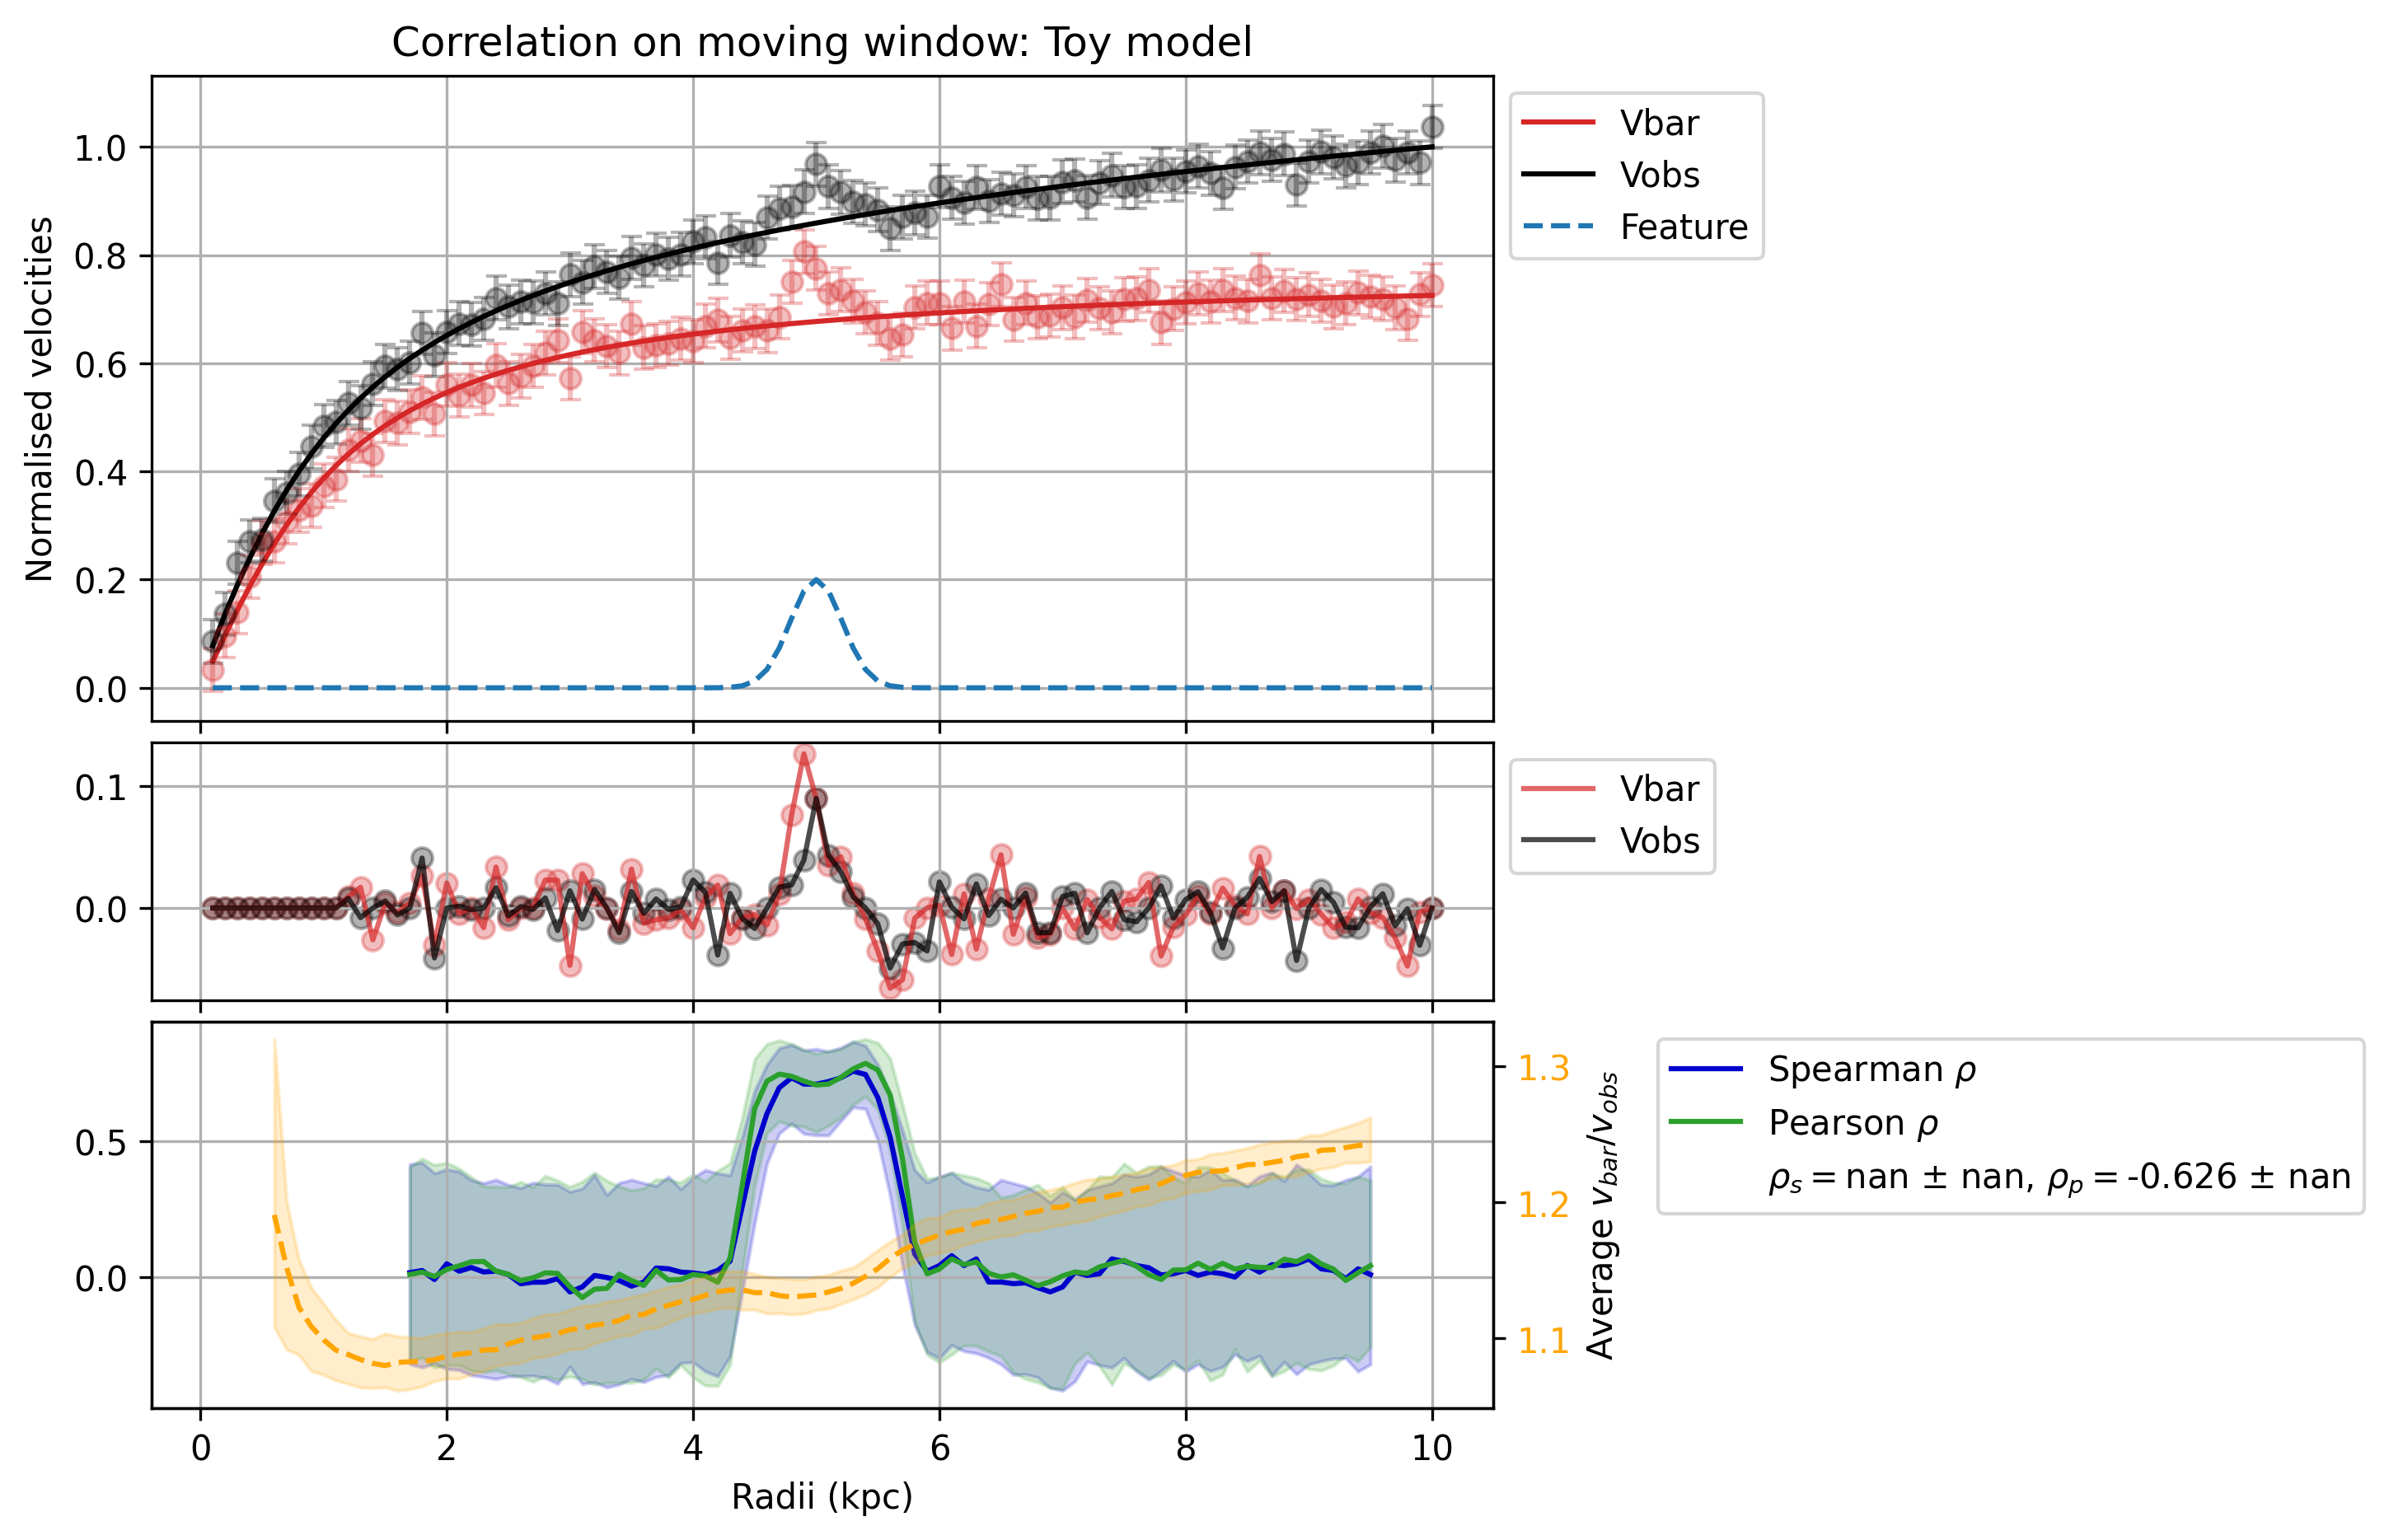 Correlation on moving window: Toy model
Normalised velocities
1.0
0.8
0.6
0.4
0.2
0.0
Vbar
Vobs
Feature
0.1
0.0
Vbar
Vobs
0.5
0.0
1.3
1.2
1.1
Average v_bar/v_obs
Spearman ρ
Pearson ρ
ρ_s = nan ± nan, ρ_p = -0.626 ± nan
0 2 4 6 8 10
Radii (kpc)